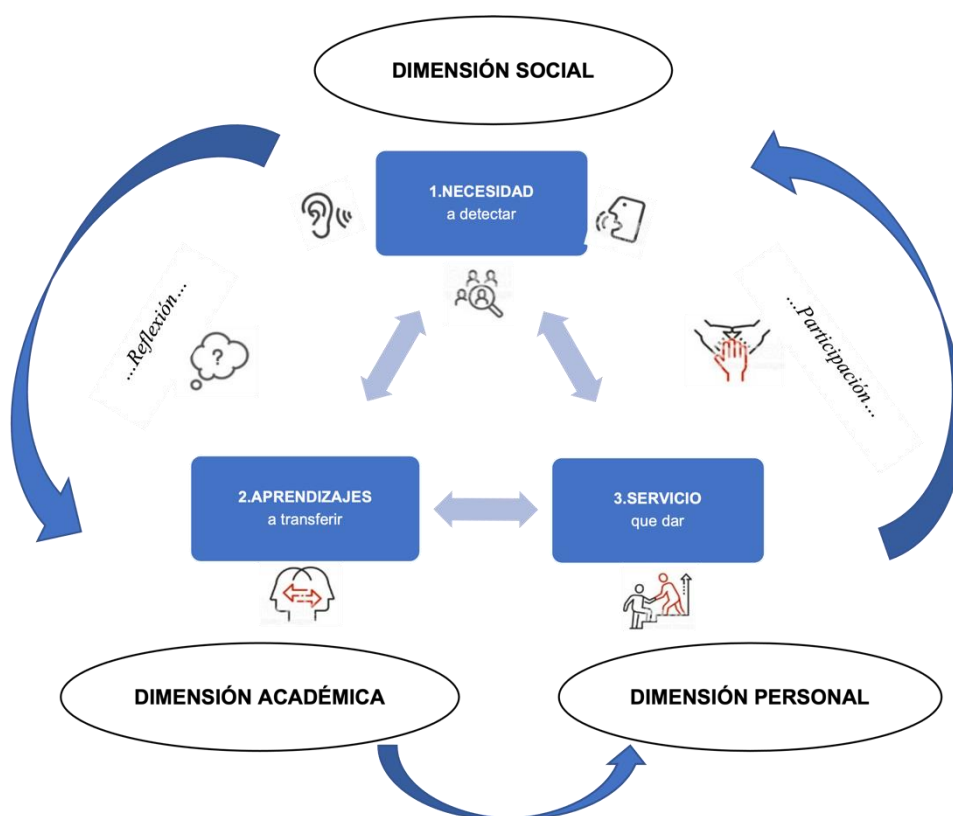 DIMENSIÓN SOCIAL
1.NECESIDAD
a detectar
...Reflexión...
?
...Participación...
2.APRENDIZAJES
a transferir
3.SERVICIO
que dar
DIMENSIÓN ACADÉMICA
DIMENSIÓN PERSONAL